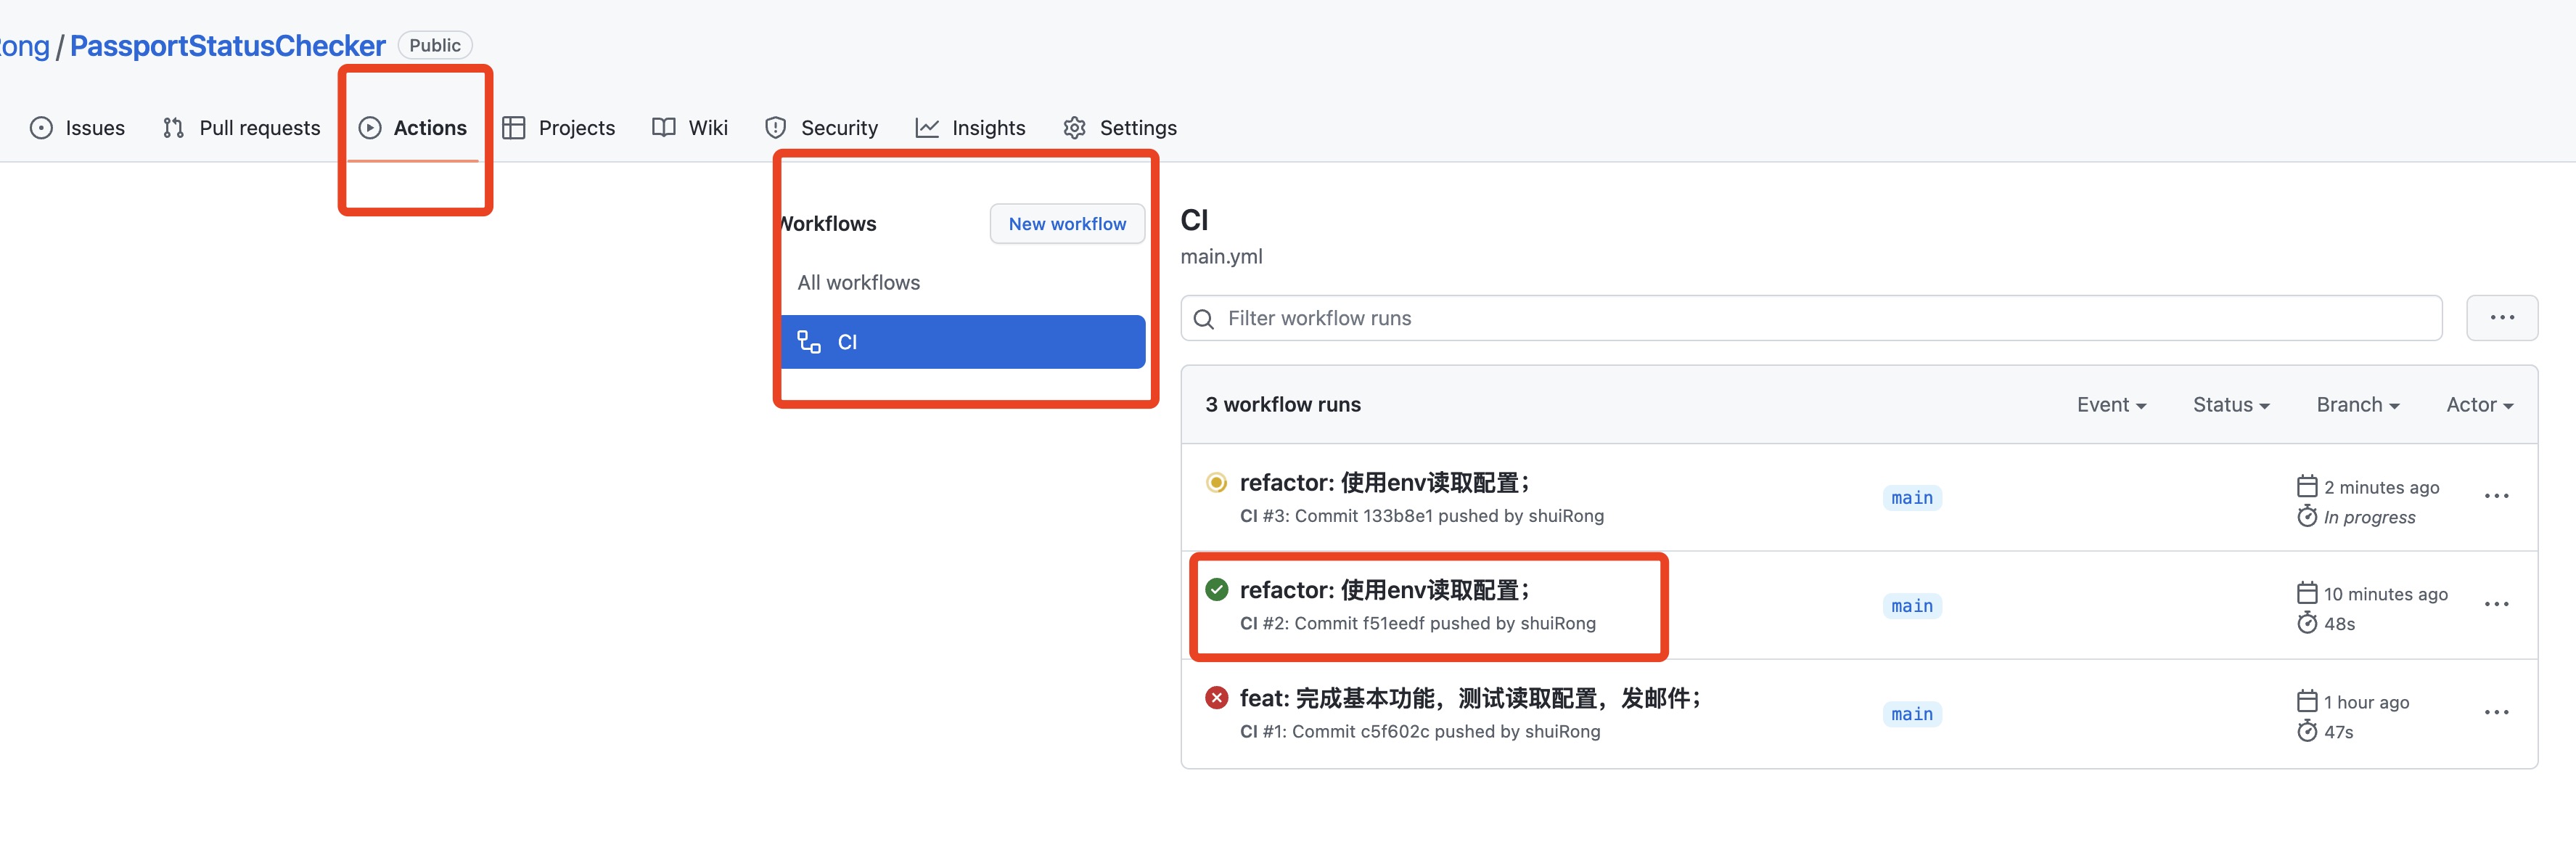 / PassportStatusChecker Public
Issues Pull requests Actions Projects Wiki Security Insights Settings
Workflows New workflow
All workflows
CI
CI
main.yml
Filter workflow runs
3 workflow runs Event Status Branch Actor
refactor: 使用env读取配置；
CI #3: Commit 133b8e1 pushed by shuiRong
main
2 minutes ago
In progress
refactor: 使用env读取配置；
CI #2: Commit f51eedf pushed by shuiRong
main
10 minutes ago
48s
feat: 完成基本功能，测试读取配置，发邮件；
CI #1: Commit c5f602c pushed by shuiRong
main
1 hour ago
47s